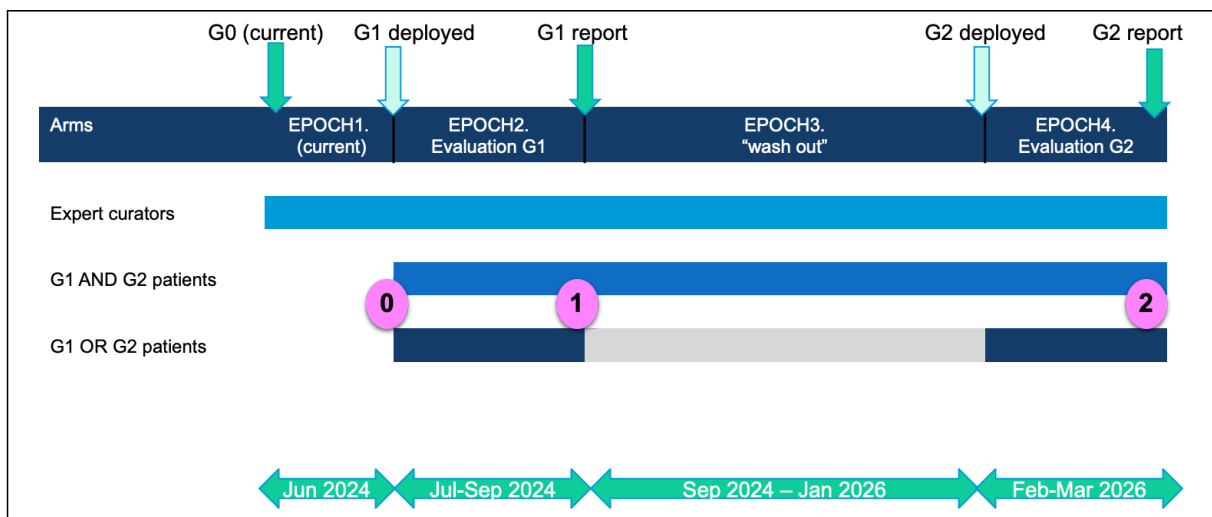 G0 (current)
G1 deployed
G1 report
G2 deployed
G2 report
Arms
EPOCH1.
(current)
EPOCH2.
Evaluation G1
EPOCH3.
“wash out”
EPOCH4.
Evaluation G2
Expert curators
G1 AND G2 patients
0
1
2
G1 OR G2 patients
Jun 2024
Jul-Sep 2024
Sep 2024 – Jan 2026
Feb-Mar 2026